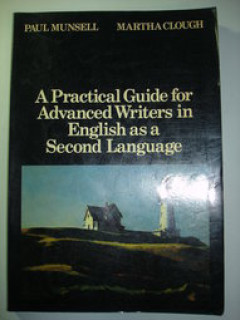 PAUL MUNSELL MARTHA CLOUGH
A Practical Guide for
Advanced Writers in
English as a
Second Language